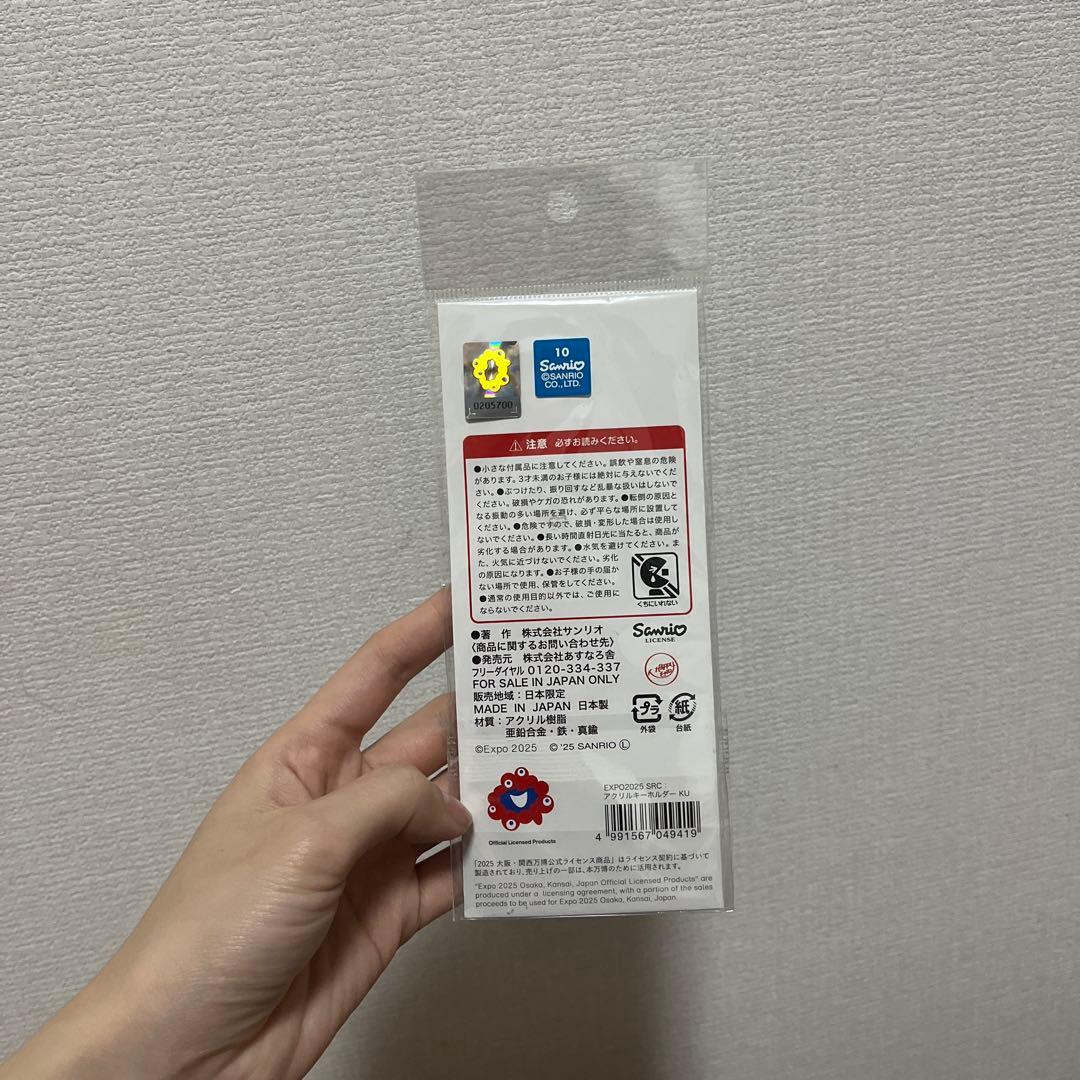 0205700
10
Sanrio
©SANRIO
CO., LTD.
注意 必ずお読みください。
●小さな付属品に注意してください。誤飲や窒息の危険
があります。3才未満のお子様には絶対に与えないでくだ
さい。●ぶつけたり、振り回すなど乱暴な扱いはしないで
ください。破損やケガの恐れがあります。●転倒の原因と
なる振動の多い場所を避け、必ず平らな場所に設置して
ください。●危険ですので、破損・変形した場合は使用し
ないでください。●長い時間直射日光に当たると、商品が
劣化する場合があります。●水気を避けてください。ま
た、火気に近づけないでください。劣化
の原因になります。●お子様の手の届か
ない場所で使用、保管をしてください。
●通常の使用目的以外では、ご使用に
ならないでください。
くちにいれない
●著 作 株式会社サンリオ
〈商品に関するお問い合わせ先〉
●発売元 株式会社あすなろ舎
フリーダイヤル 0120-334-337
FOR SALE IN JAPAN ONLY
販売地域：日本限定
MADE IN JAPAN 日本製
材質：アクリル樹脂
亜鉛合金・鉄・真鍮
Sanrio
LICENSE
プラ
外袋
紙
台紙
©Expo 2025 © '25 SANRIO Ⓛ
Official Licensed Products
EXPO2025 SRC：
アクリルキーホルダー KU
4 991567 049419
「2025 大阪・関西万博公式ライセンス商品」はライセンス契約に基づいて
製造されており、売り上げの一部は、本万博のために活用されます。
"Expo 2025 Osaka, Kansai, Japan Official Licensed Products" are
produced under a licensing agreement, with a portion of the sales
proceeds to be used for Expo 2025 Osaka, Kansai, Japan